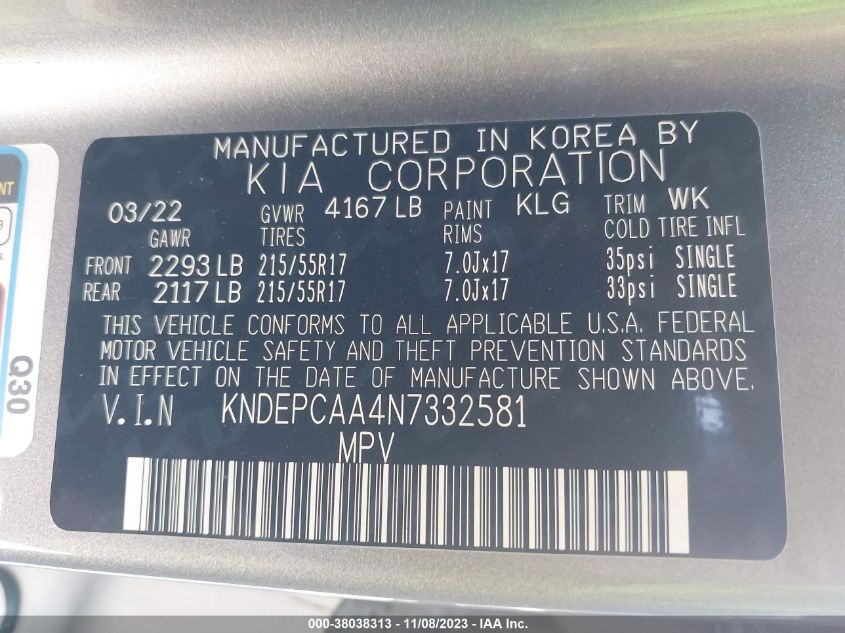 MANUFACTURED IN KOREA BY
KIA CORPORATION
03/22 GVWR 4167 LB PAINT KLG TRIM WK
GAWR TIRES RIMS COLD TIRE INFL
FRONT 2293 LB 215/55R17 7.0Jx17 35psi SINGLE
REAR 2117 LB 215/55R17 7.0Jx17 33psi SINGLE
THIS VEHICLE CONFORMS TO ALL APPLICABLE U.S.A. FEDERAL
MOTOR VEHICLE SAFETY AND THEFT PREVENTION STANDARDS
IN EFFECT ON THE DATE OF MANUFACTURE SHOWN ABOVE.
V.I.N KNDEPCAA4N7332581
MPV
Q30
000-38038313 - 11/08/2023 - IAAI.com